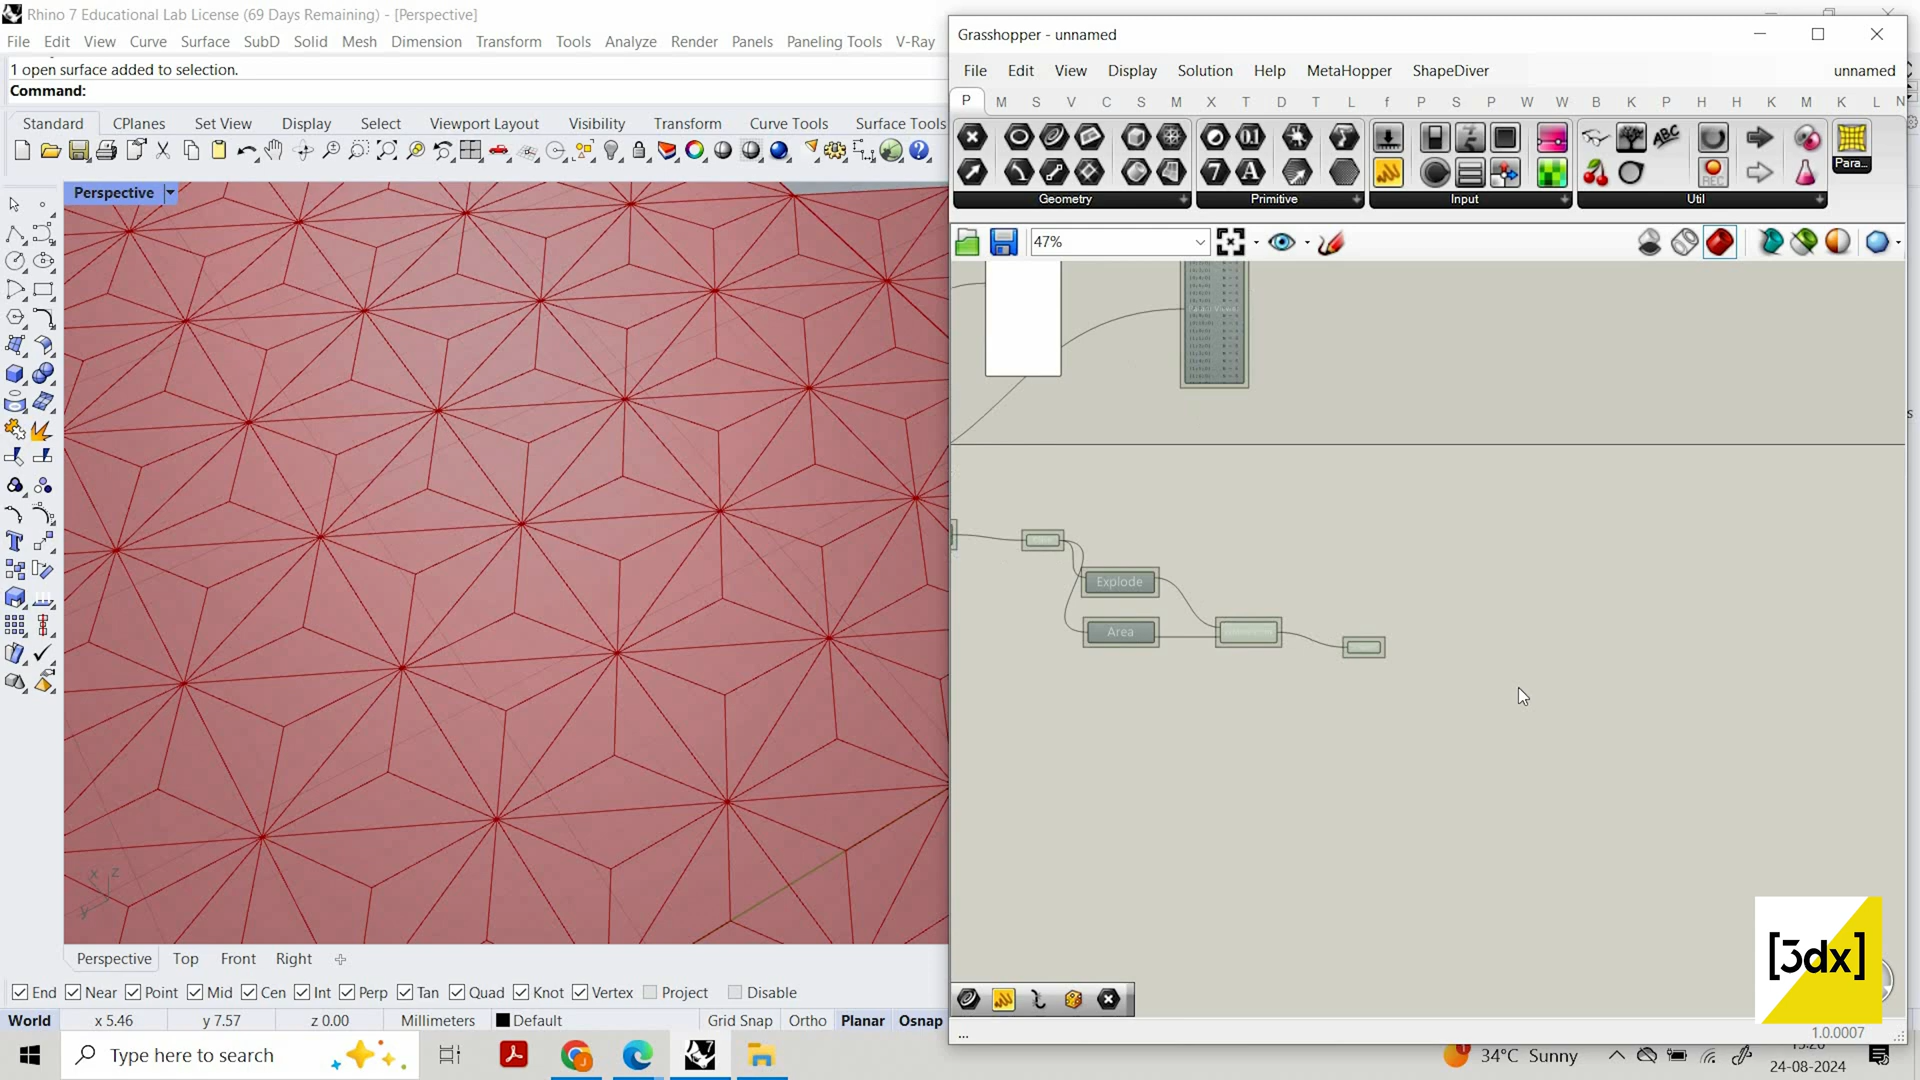 Rhino 7 Educational Lab License (69 Days Remaining) - [Perspective]
File Edit View Curve Surface SubD Solid Mesh Dimension Transform Tools Analyze Render Panels Paneling Tools V-Ray
1 open surface added to selection.
Command:
Standard CPlanes Set View Display Select Viewport Layout Visibility Transform Curve Tools Surface Tools
Perspective
x z
y
Perspective Top Front Right
End Near Point Mid Cen Int Perp Tan Quad Knot Vertex Project Disable
World x 5.46 y 7.57 z 0.00 Millimeters Default Grid Snap Ortho Planar Osnap
Grasshopper - unnamed
File Edit View Display Solution Help MetaHopper ShapeDiver unnamed
P M S V C S M X T D T L f P S P W W B K P H H K M K L N
Para...
Geometry Primitive Input Util
47%
Explode
Area
[3dx]
... 1.0.0007
Type here to search
34°C Sunny
24-08-2024